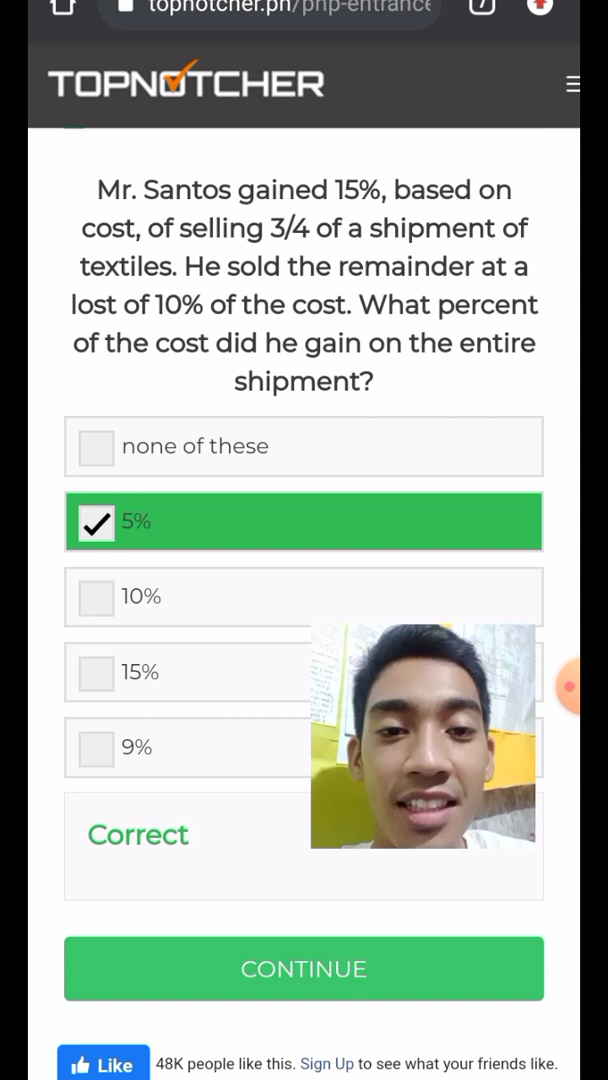 topnotcher.ph/pnp-entrance
7
TOPNOTCHER
Mr. Santos gained 15%, based on
cost, of selling 3/4 of a shipment of
textiles. He sold the remainder at a
lost of 10% of the cost. What percent
of the cost did he gain on the entire
shipment?
none of these
5%
10%
15%
9%
Correct
CONTINUE
Like 48K people like this. Sign Up to see what your friends like.